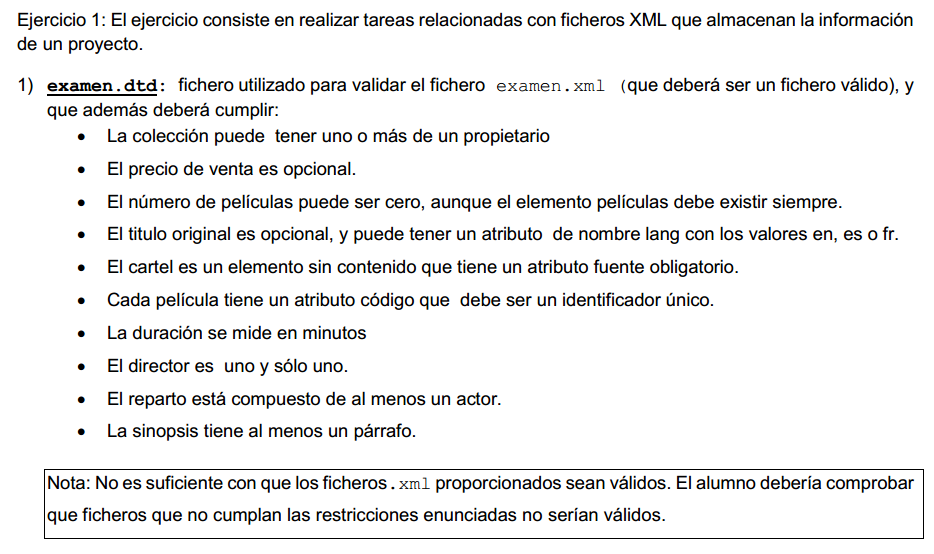 Ejercicio 1: El ejercicio consiste en realizar tareas relacionadas con ficheros XML que almacenan la información
de un proyecto.
1) examen.dtd: fichero utilizado para validar el fichero examen.xml (que deberá ser un fichero válido), y
que además deberá cumplir:
• La colección puede tener uno o más de un propietario
• El precio de venta es opcional.
• El número de películas puede ser cero, aunque el elemento películas debe existir siempre.
• El titulo original es opcional, y puede tener un atributo de nombre lang con los valores en, es o fr.
• El cartel es un elemento sin contenido que tiene un atributo fuente obligatorio.
• Cada película tiene un atributo código que debe ser un identificador único.
• La duración se mide en minutos
• El director es uno y sólo uno.
• El reparto está compuesto de al menos un actor.
• La sinopsis tiene al menos un párrafo.
Nota: No es suficiente con que los ficheros.xml proporcionados sean válidos. El alumno debería comprobar
que ficheros que no cumplan las restricciones enunciadas no serían válidos.